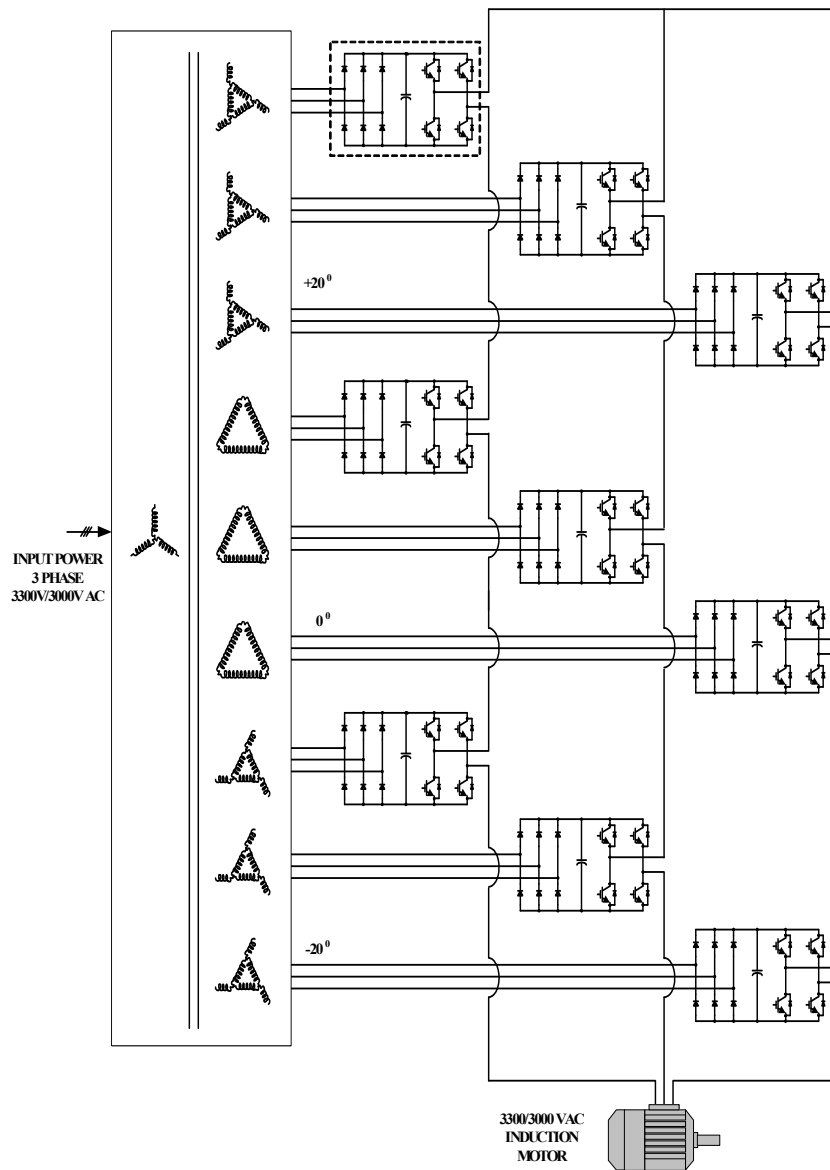 +20⁰
INPUT POWER
3 PHASE
3300V/3000V AC
0⁰
-20⁰
3300/3000 VAC
INDUCTION
MOTOR